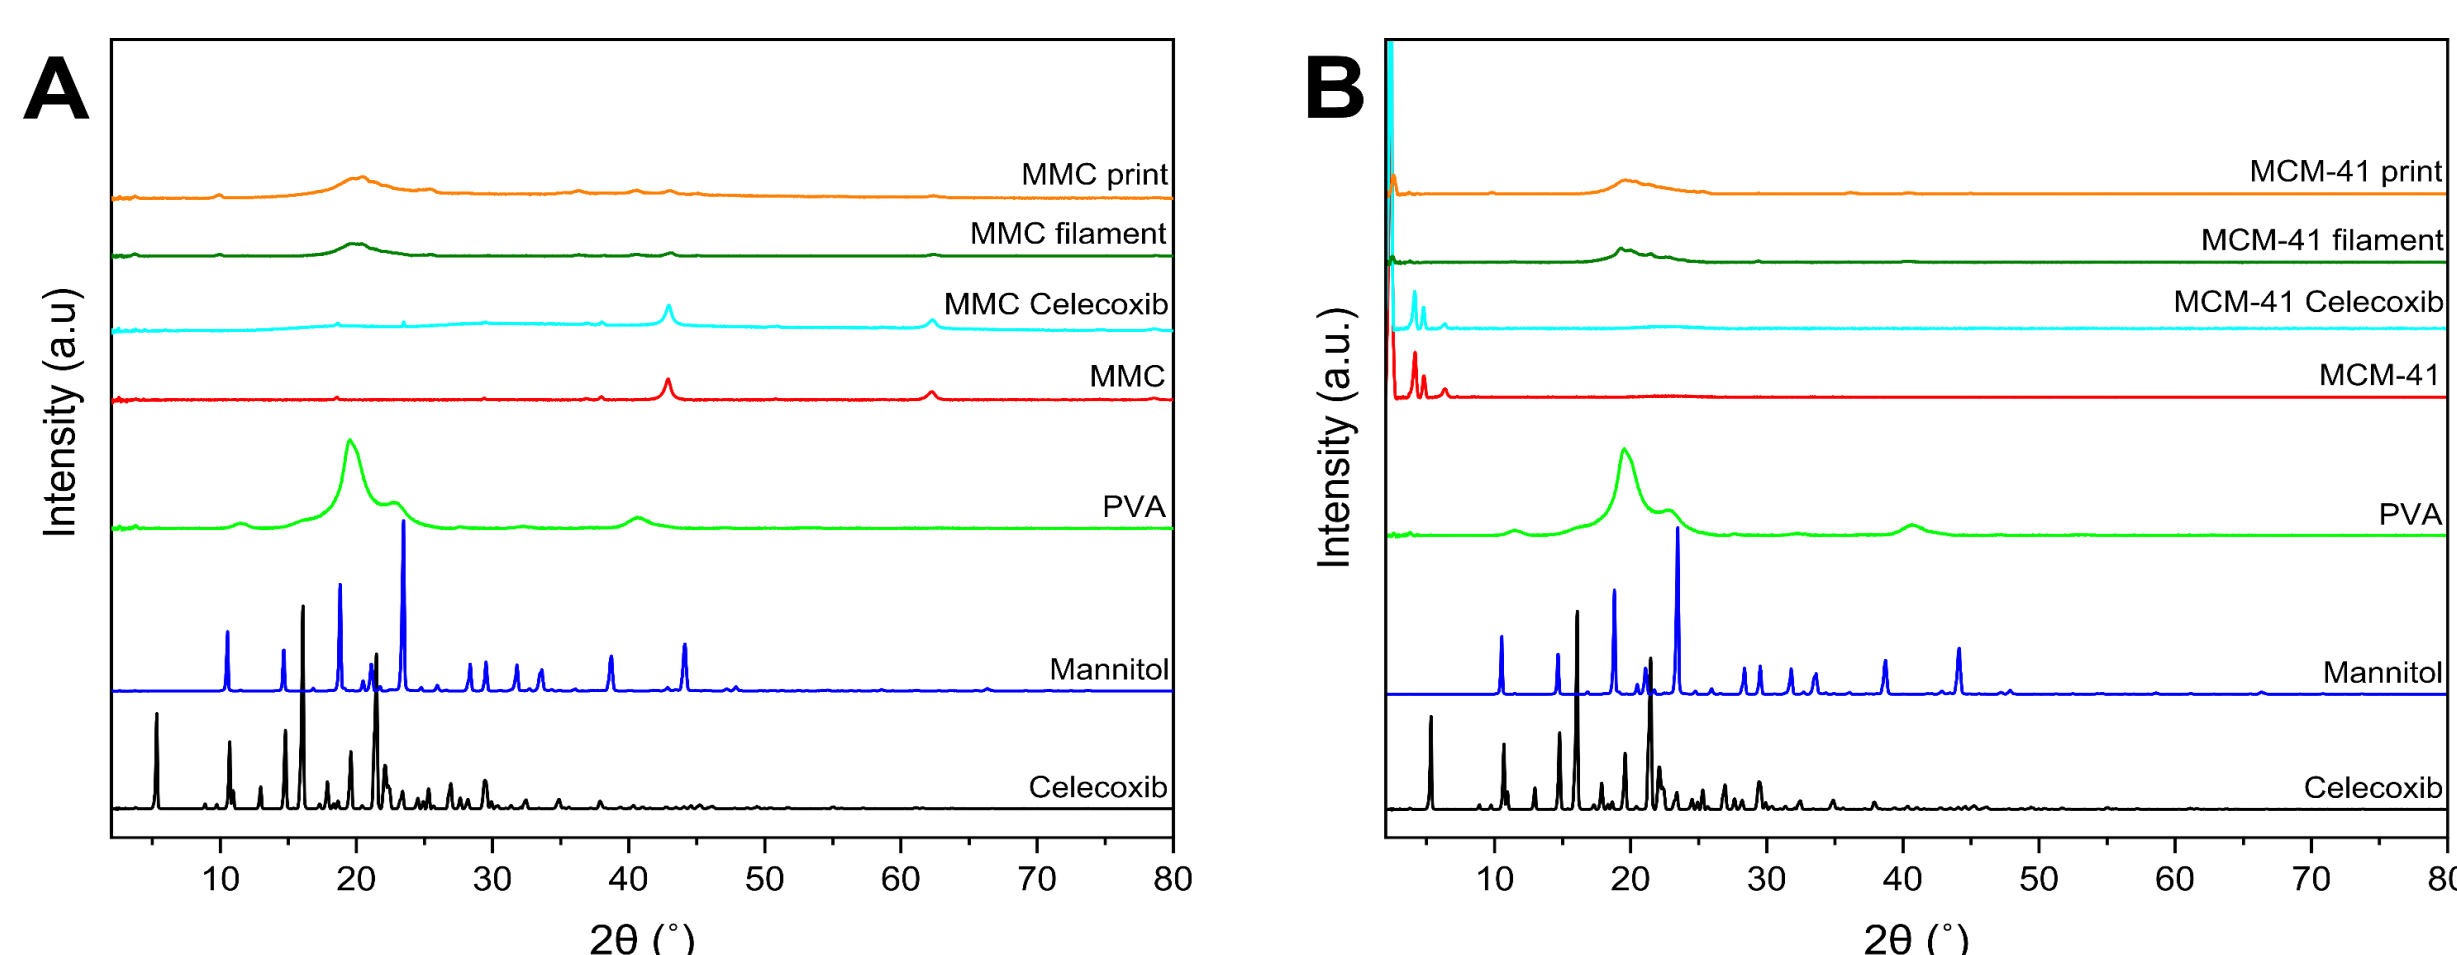 A
MMC print
MMC filament
MMC Celecoxib
MMC
PVA
Mannitol
Celecoxib
Intensity (a.u)
10 20 30 40 50 60 70 80
2θ (°)
B
MCM-41 print
MCM-41 filament
MCM-41 Celecoxib
MCM-41
PVA
Mannitol
Celecoxib
Intensity (a.u.)
10 20 30 40 50 60 70 80
2θ (°)